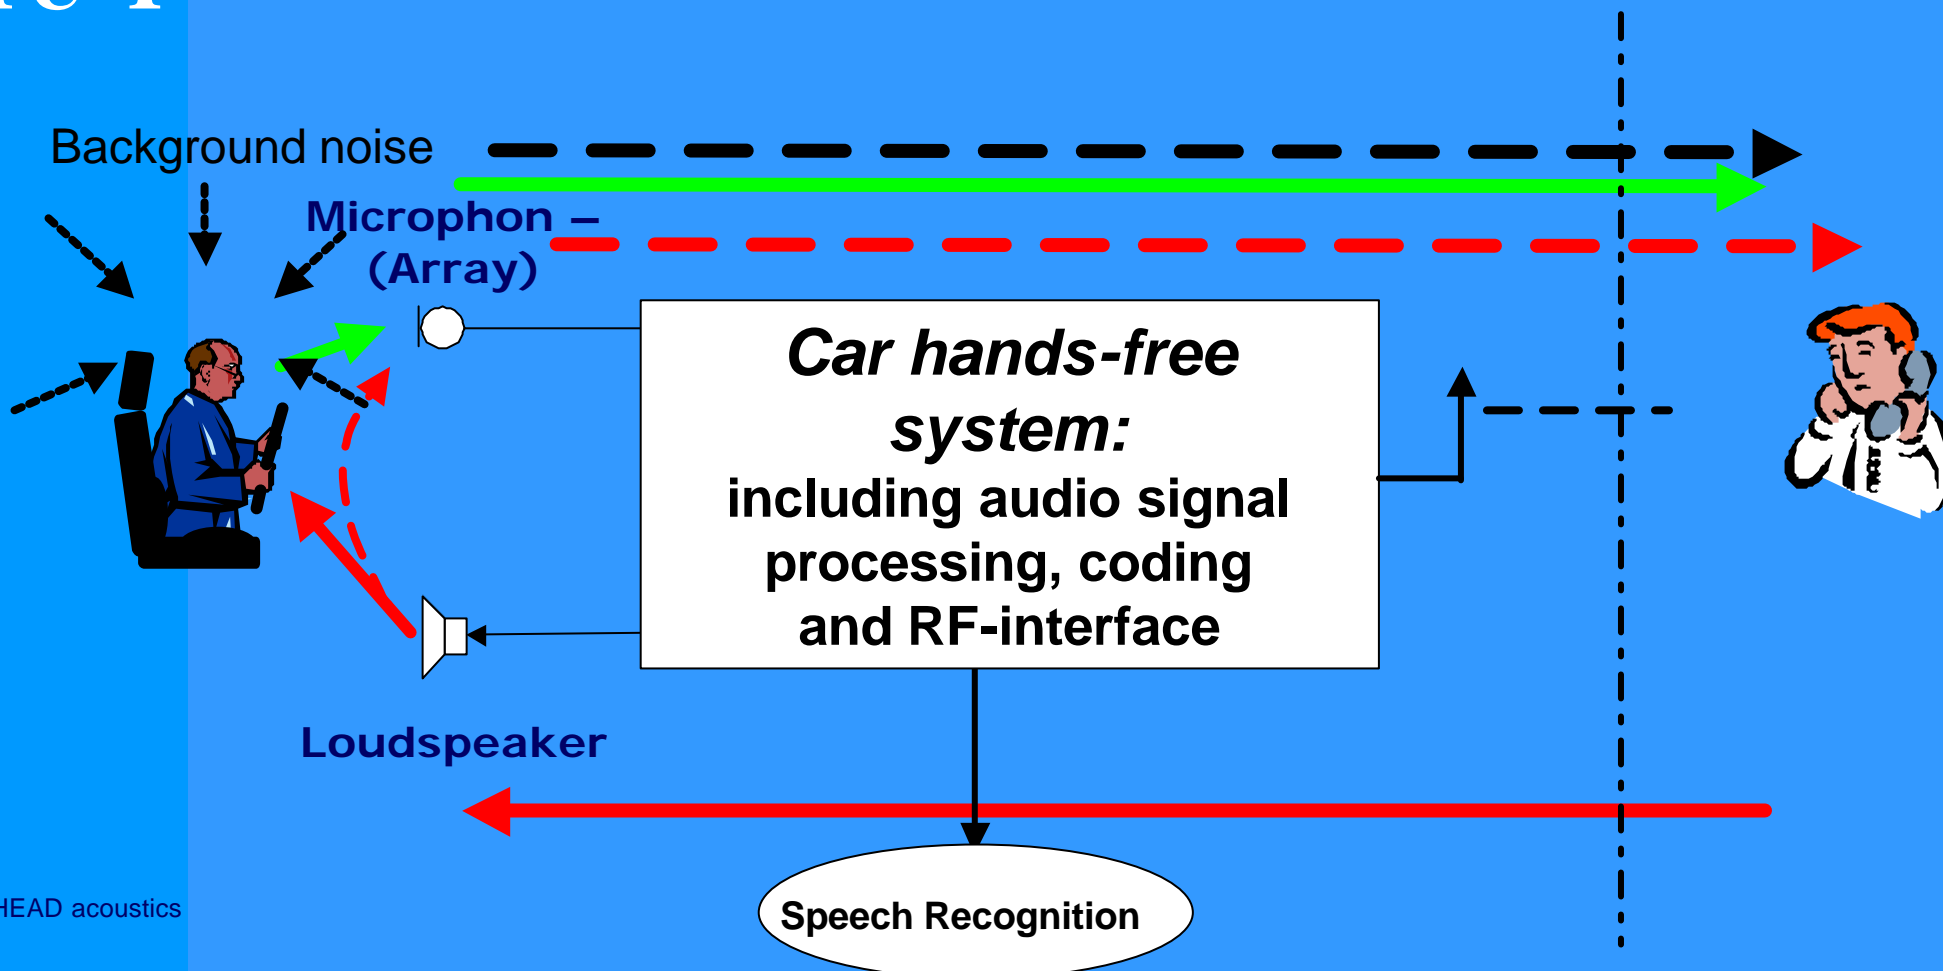 Background noise
Microphon –
(Array)
Car hands-free
system:
including audio signal
processing, coding
and RF-interface
Loudspeaker
HEAD acoustics
Speech Recognition